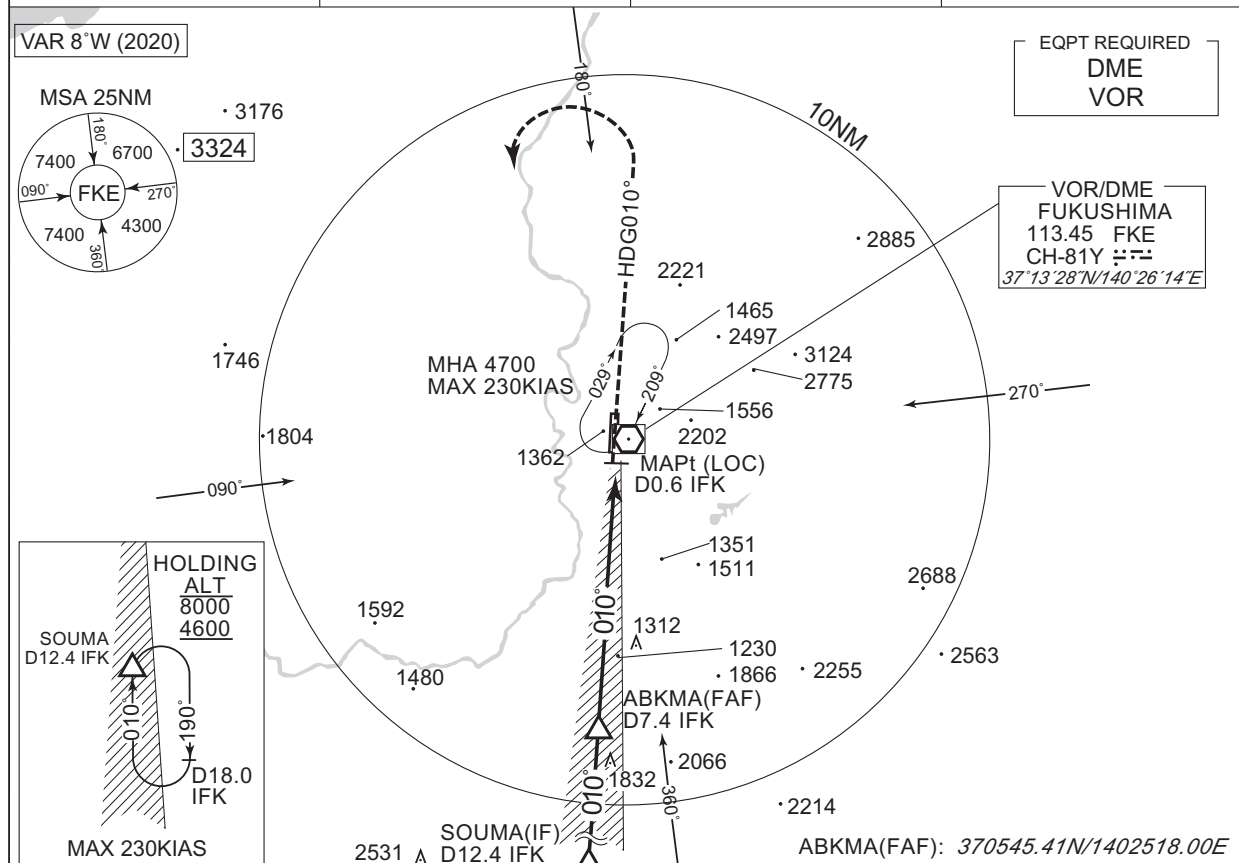 VAR 8°W (2020)
EQPT REQUIRED
DME
VOR
MSA 25NM
180°
7400
6700
090°
FKE
270°
7400
4300
360°
3176
3324
180°
10NM
HDG010°
VOR/DME
FUKUSHIMA
113.45 FKE
CH-81Y
37°13′28″N/140°26′14″E
2885
2221
1465
2497
3124
2775
1746
MHA 4700
MAX 230KIAS
029°
209°
270°
1556
2202
1804
1362
MAPt (LOC)
D0.6 IFK
090°
1351
1511
2688
HOLDING
ALT
8000
4600
SOUMA
D12.4 IFK
010°
190°
D18.0
IFK
MAX 230KIAS
1592
010°
1312
1230
1866
2255
2563
1480
ABKMA(FAF)
D7.4 IFK
2066
1832
010°
360°
2214
SOUMA(IF)
2531
D12.4 IFK
ABKMA(FAF): 370545.41N/1402518.00E